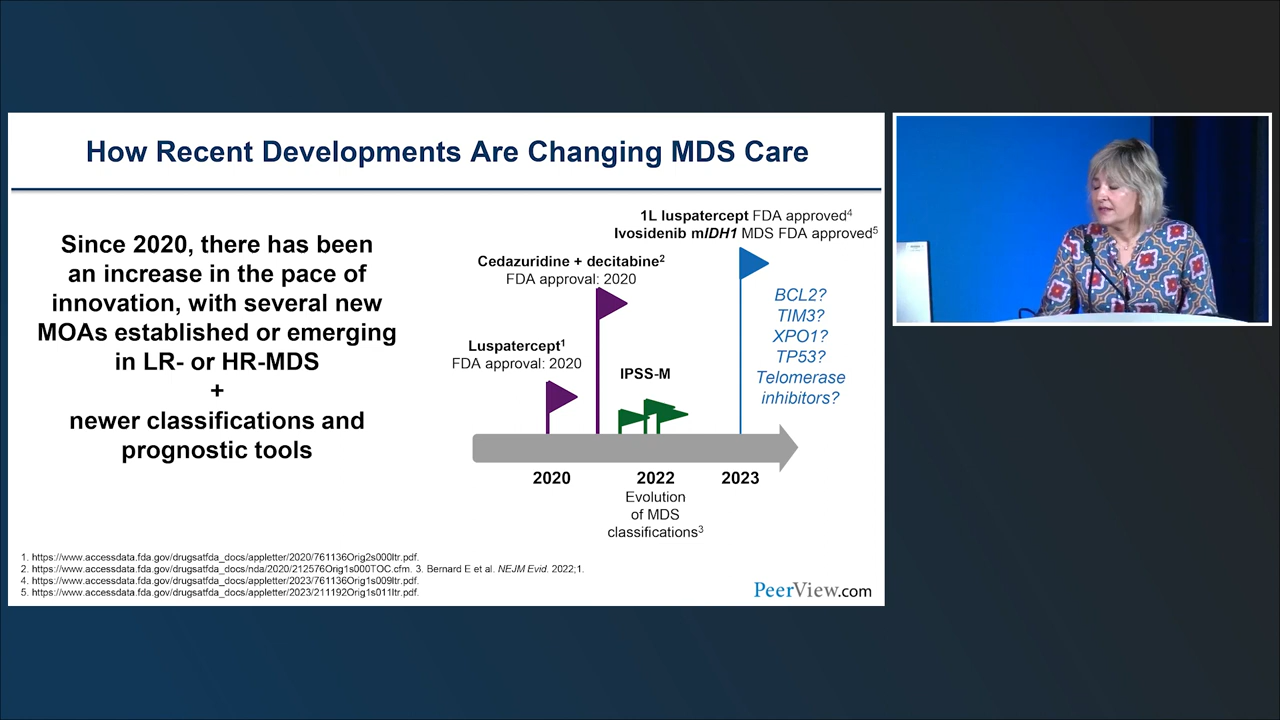 How Recent Developments Are Changing MDS Care
Since 2020, there has been
an increase in the pace of
innovation, with several new
MOAs established or emerging
in LR- or HR-MDS
+
newer classifications and
prognostic tools
1L luspatercept FDA approved4
Ivosidenib mIDH1 MDS FDA approved5
Cedazuridine + decitabine2
FDA approval: 2020
Luspatercept1
FDA approval: 2020
IPSS-M
BCL2?
TIM3?
XPO1?
TP53?
Telomerase
inhibitors?
2020
2022
2023
Evolution
of MDS
classifications3
1. https://www.accessdata.fda.gov/drugsatfda_docs/appletter/2020/761136Orig2s000ltr.pdf.
2. https://www.accessdata.fda.gov/drugsatfda_docs/nda/2020/212576Orig1s000TOC.cfm. 3. Bernard E et al. NEJM Evid. 2022;1.
4. https://www.accessdata.fda.gov/drugsatfda_docs/appletter/2023/761136Orig1s009ltr.pdf.
5. https://www.accessdata.fda.gov/drugsatfda_docs/appletter/2023/211192Orig1s011ltr.pdf.
PeerView.com